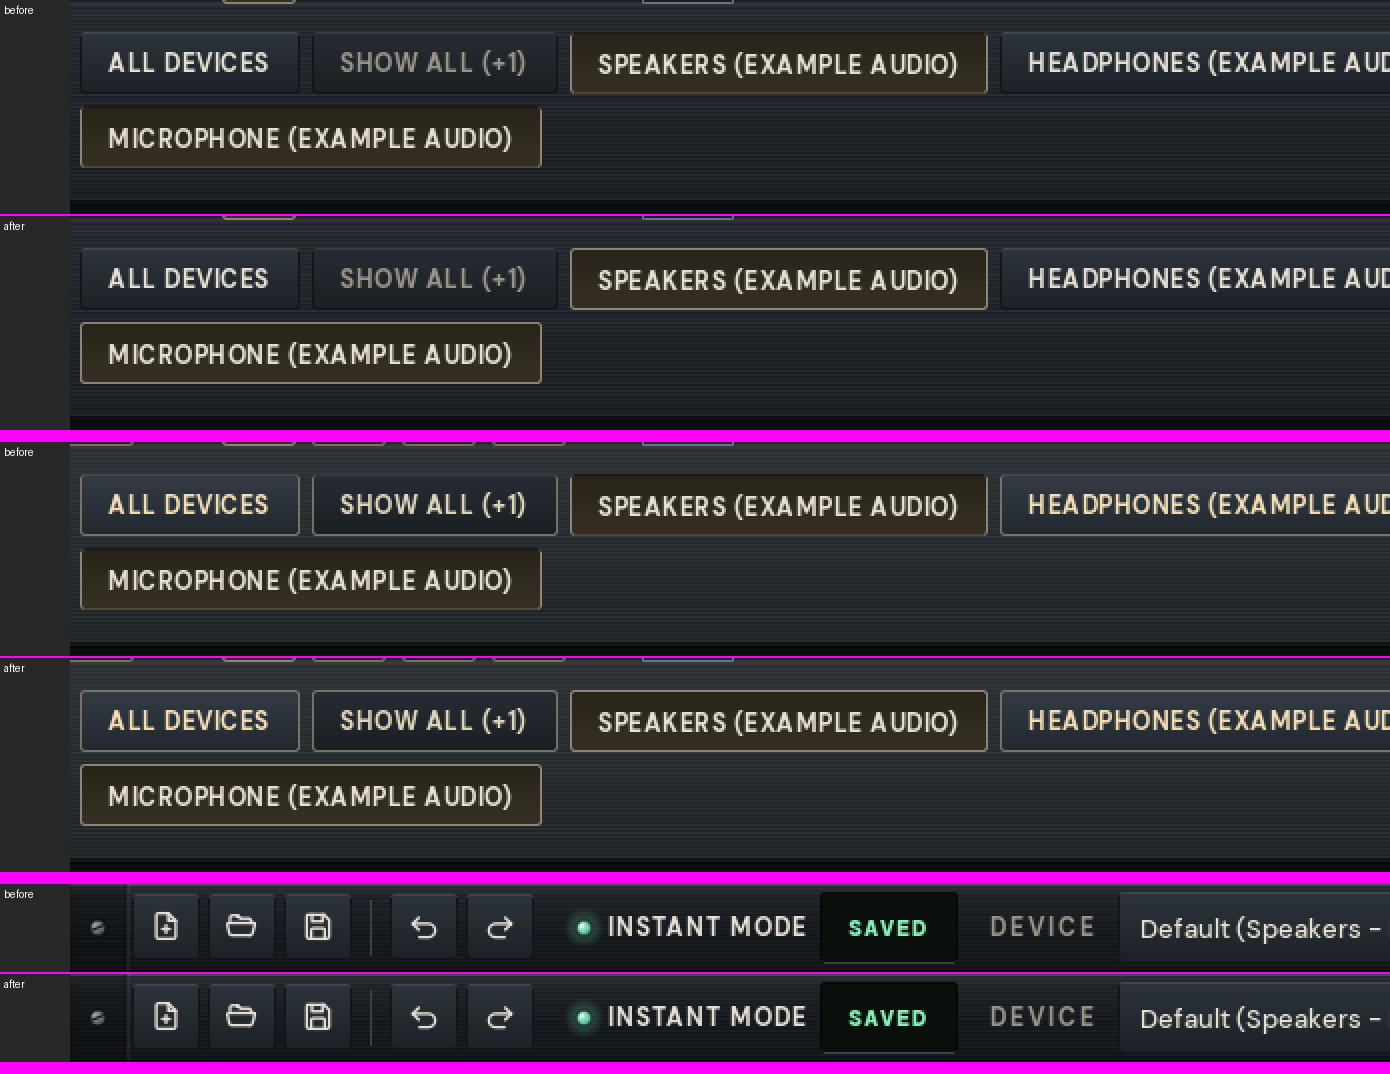 before
ALL DEVICES SHOW ALL (+1) SPEAKERS (EXAMPLE AUDIO) HEADPHONES (EXAMPLE AUD
MICROPHONE (EXAMPLE AUDIO)
after
ALL DEVICES SHOW ALL (+1) SPEAKERS (EXAMPLE AUDIO) HEADPHONES (EXAMPLE AUD
MICROPHONE (EXAMPLE AUDIO)
before
ALL DEVICES SHOW ALL (+1) SPEAKERS (EXAMPLE AUDIO) HEADPHONES (EXAMPLE AUD
MICROPHONE (EXAMPLE AUDIO)
after
ALL DEVICES SHOW ALL (+1) SPEAKERS (EXAMPLE AUDIO) HEADPHONES (EXAMPLE AUD
MICROPHONE (EXAMPLE AUDIO)
before
INSTANT MODE SAVED DEVICE Default (Speakers -
after
INSTANT MODE SAVED DEVICE Default (Speakers -